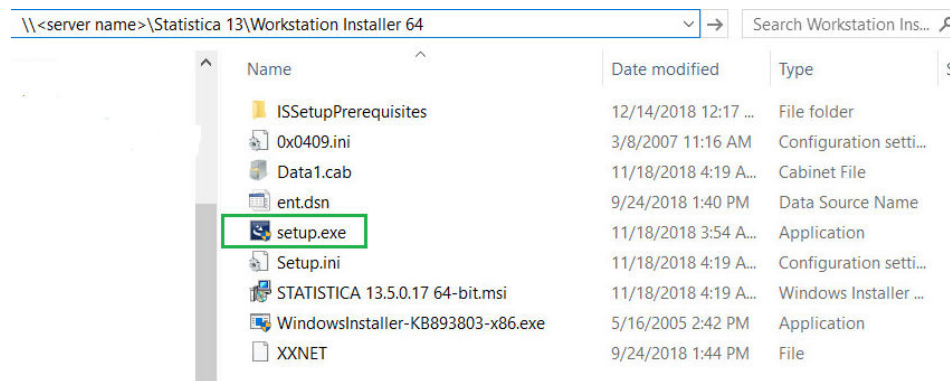 \\<server name>\Statistica 13\Workstation Installer 64 Search Workstation Ins...
Name Date modified Type
ISSetupPrerequisites 12/14/2018 12:17 ... File folder
0x0409.ini 3/8/2007 11:16 AM Configuration setti...
Data1.cab 11/18/2018 4:19 A... Cabinet File
ent.dsn 9/24/2018 1:40 PM Data Source Name
setup.exe 11/18/2018 3:54 A... Application
Setup.ini 11/18/2018 4:19 A... Configuration setti...
STATISTICA 13.5.0.17 64-bit.msi 11/18/2018 4:19 A... Windows Installer ...
WindowsInstaller-KB893803-x86.exe 5/16/2005 2:42 PM Application
XXNET 9/24/2018 1:44 PM File